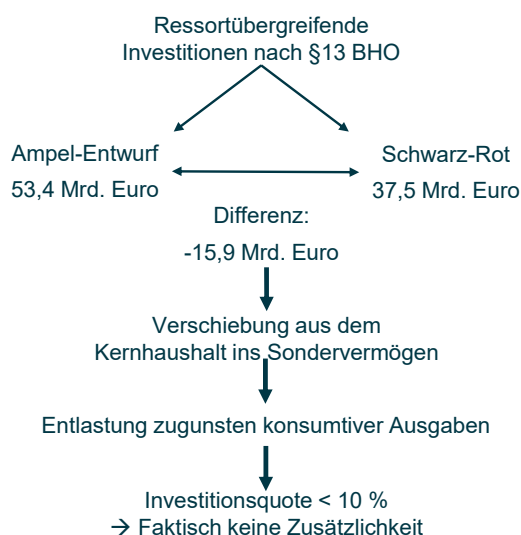 Ressortübergreifende
Investitionen nach §13 BHO
Ampel-Entwurf
53,4 Mrd. Euro
Schwarz-Rot
37,5 Mrd. Euro
Differenz:
-15,9 Mrd. Euro
Verschiebung aus dem
Kernhaushalt ins Sondervermögen
Entlastung zugunsten konsumtiver Ausgaben
Investitionsquote < 10 %
→ Faktisch keine Zusätzlichkeit